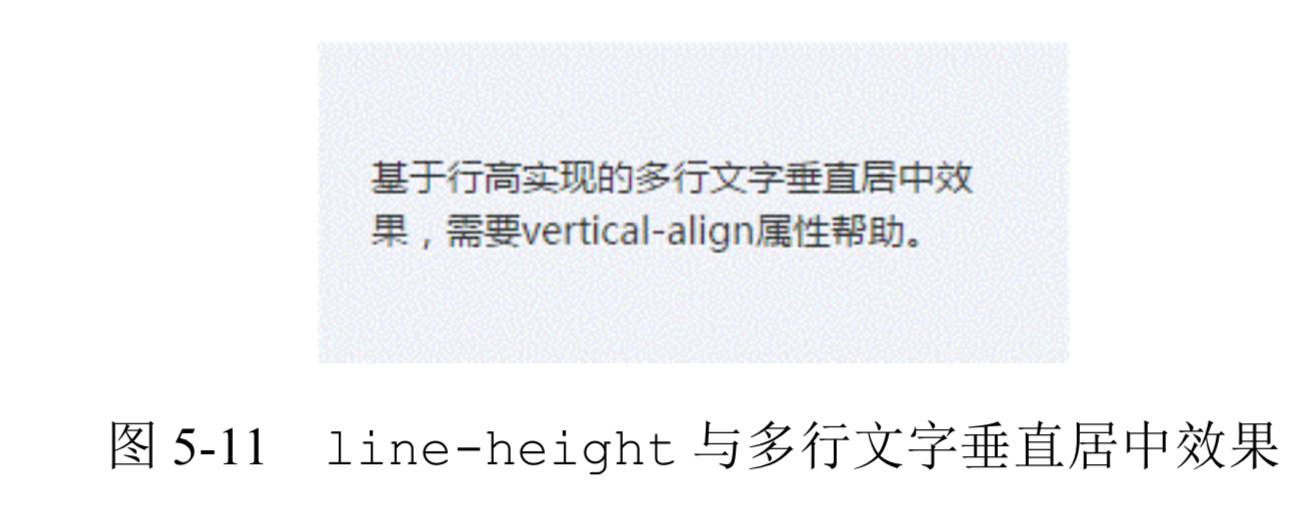 基于行高实现的多行文字垂直居中效
果，需要vertical-align属性帮助。
图 5-11 line-height 与多行文字垂直居中效果